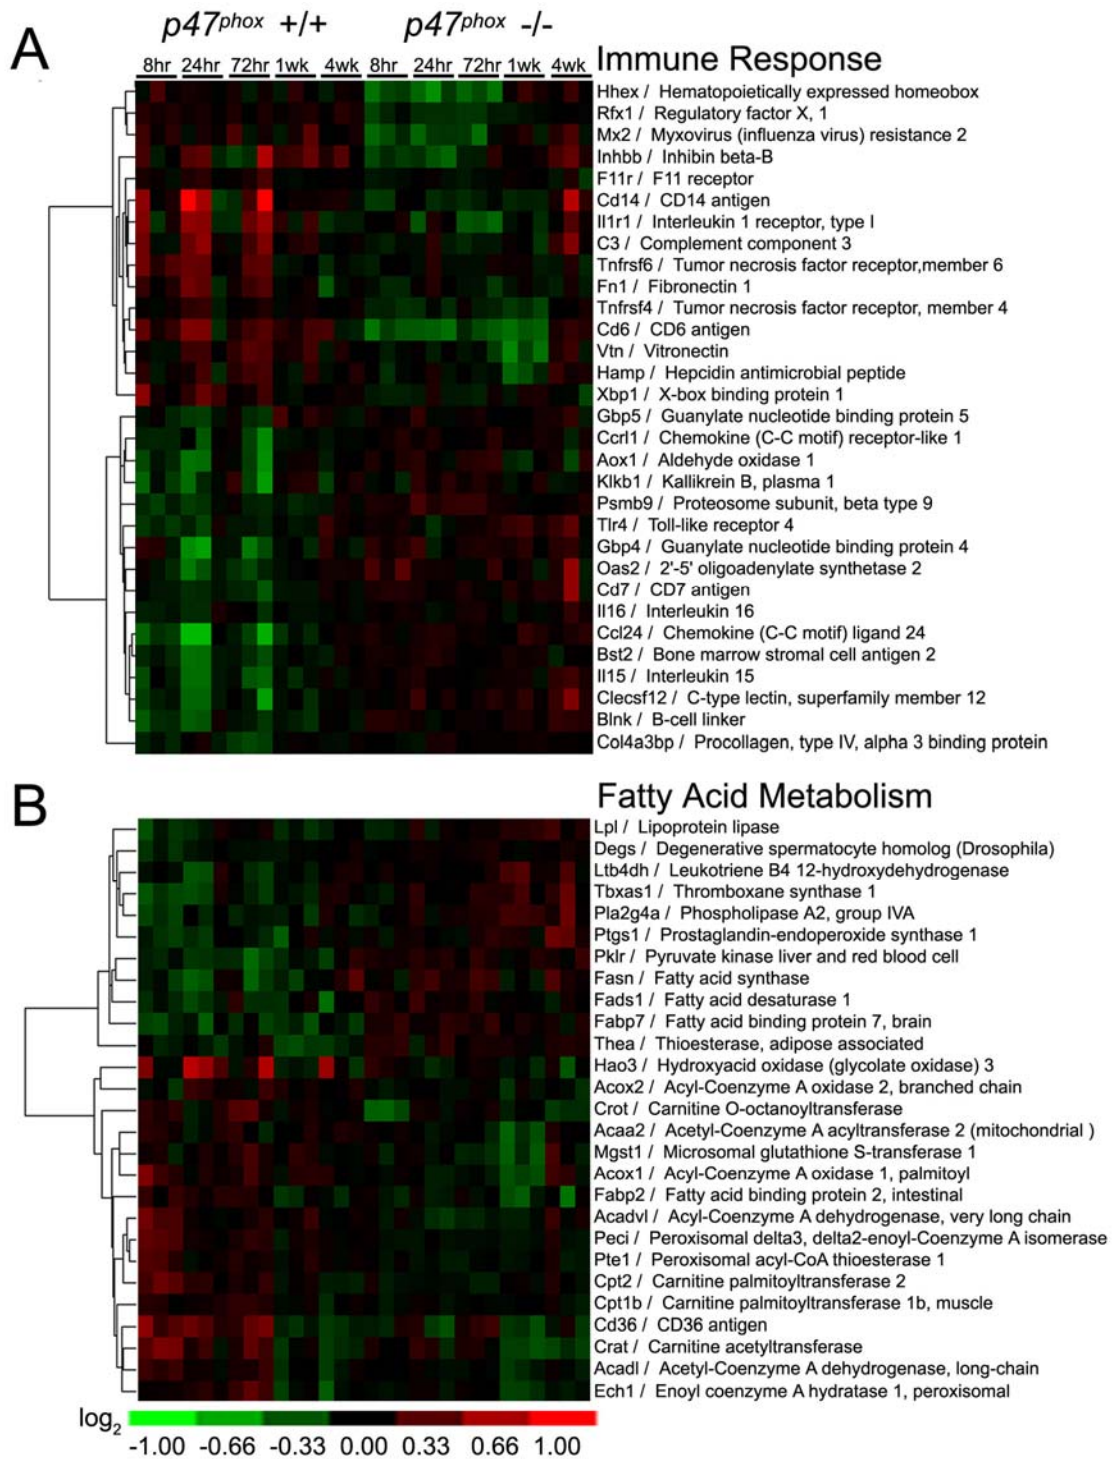 A
p47phox +/+ p47phox -/-
8hr 24hr 72hr 1wk 4wk 8hr 24hr 72hr 1wk 4wk
Immune Response
Hhex / Hematopoietically expressed homeobox
Rfx1 / Regulatory factor X, 1
Mx2 / Myxovirus (influenza virus) resistance 2
Inhbb / Inhibin beta-B
F11r / F11 receptor
Cd14 / CD14 antigen
Il1r1 / Interleukin 1 receptor, type I
C3 / Complement component 3
Tnfrsf6 / Tumor necrosis factor receptor,member 6
Fn1 / Fibronectin 1
Tnfrsf4 / Tumor necrosis factor receptor, member 4
Cd6 / CD6 antigen
Vtn / Vitronectin
Hamp / Hepcidin antimicrobial peptide
Xbp1 / X-box binding protein 1
Gbp5 / Guanylate nucleotide binding protein 5
Ccrl1 / Chemokine (C-C motif) receptor-like 1
Aox1 / Aldehyde oxidase 1
Klkb1 / Kallikrein B, plasma 1
Psmb9 / Proteosome subunit, beta type 9
Tlr4 / Toll-like receptor 4
Gbp4 / Guanylate nucleotide binding protein 4
Oas2 / 2'-5' oligoadenylate synthetase 2
Cd7 / CD7 antigen
Il16 / Interleukin 16
Ccl24 / Chemokine (C-C motif) ligand 24
Bst2 / Bone marrow stromal cell antigen 2
Il15 / Interleukin 15
Clecsf12 / C-type lectin, superfamily member 12
Blnk / B-cell linker
Col4a3bp / Procollagen, type IV, alpha 3 binding protein
B
Fatty Acid Metabolism
Lpl / Lipoprotein lipase
Degs / Degenerative spermatocyte homolog (Drosophila)
Ltb4dh / Leukotriene B4 12-hydroxydehydrogenase
Tbxas1 / Thromboxane synthase 1
Pla2g4a / Phospholipase A2, group IVA
Ptgs1 / Prostaglandin-endoperoxide synthase 1
Pklr / Pyruvate kinase liver and red blood cell
Fasn / Fatty acid synthase
Fads1 / Fatty acid desaturase 1
Fabp7 / Fatty acid binding protein 7, brain
Thea / Thioesterase, adipose associated
Hao3 / Hydroxyacid oxidase (glycolate oxidase) 3
Acox2 / Acyl-Coenzyme A oxidase 2, branched chain
Crot / Carnitine O-octanoyltransferase
Acaa2 / Acetyl-Coenzyme A acyltransferase 2 (mitochondrial )
Mgst1 / Microsomal glutathione S-transferase 1
Acox1 / Acyl-Coenzyme A oxidase 1, palmitoyl
Fabp2 / Fatty acid binding protein 2, intestinal
Acadvl / Acyl-Coenzyme A dehydrogenase, very long chain
Peci / Peroxisomal delta3, delta2-enoyl-Coenzyme A isomerase
Pte1 / Peroxisomal acyl-CoA thioesterase 1
Cpt2 / Carnitine palmitoyltransferase 2
Cpt1b / Carnitine palmitoyltransferase 1b, muscle
Cd36 / CD36 antigen
Crat / Carnitine acetyltransferase
Acadl / Acetyl-Coenzyme A dehydrogenase, long-chain
Ech1 / Enoyl coenzyme A hydratase 1, peroxisomal
log2
-1.00 -0.66 -0.33 0.00 0.33 0.66 1.00